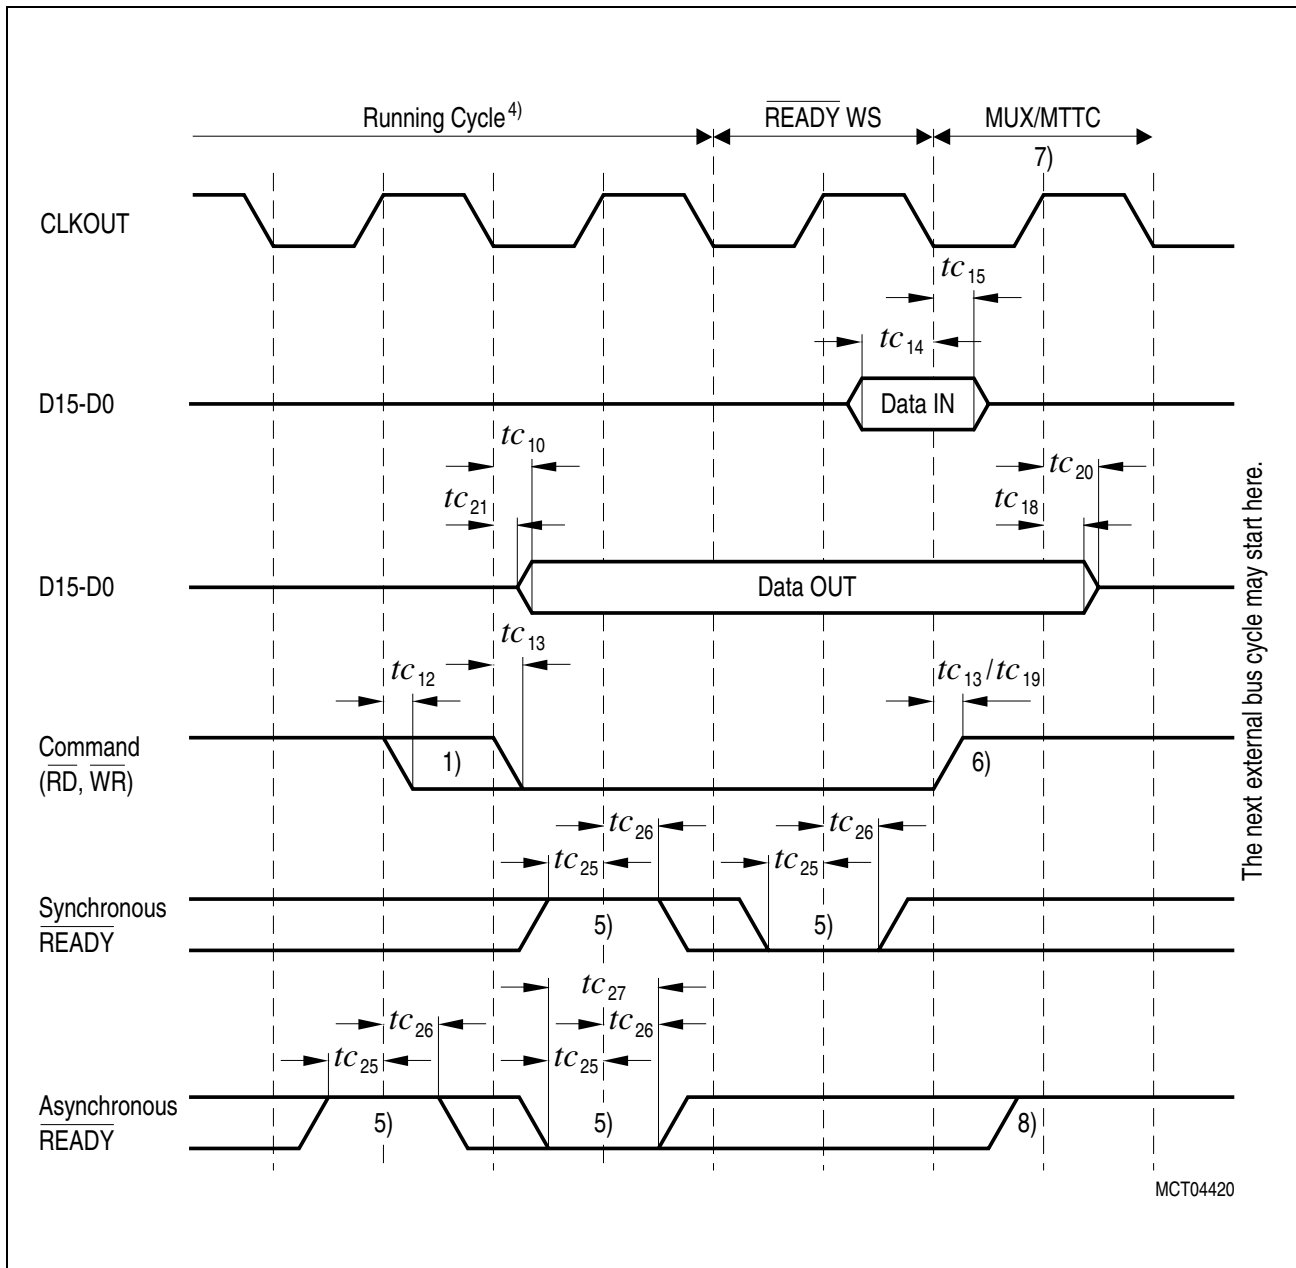 Running Cycle 4)
READY WS
MUX/MTTC
7)
CLKOUT
tc15
tc14
D15-D0
Data IN
tc10
tc20
tc21
tc18
D15-D0
Data OUT
tc13
tc12
tc13/tc19
Command
(RD, WR)
1)
6)
tc26
tc26
tc25
tc25
Synchronous
READY
5)
5)
tc27
tc26
tc26
tc25
tc25
Asynchronous
READY
5)
5)
8)
The next external bus cycle may start here.
MCT04420